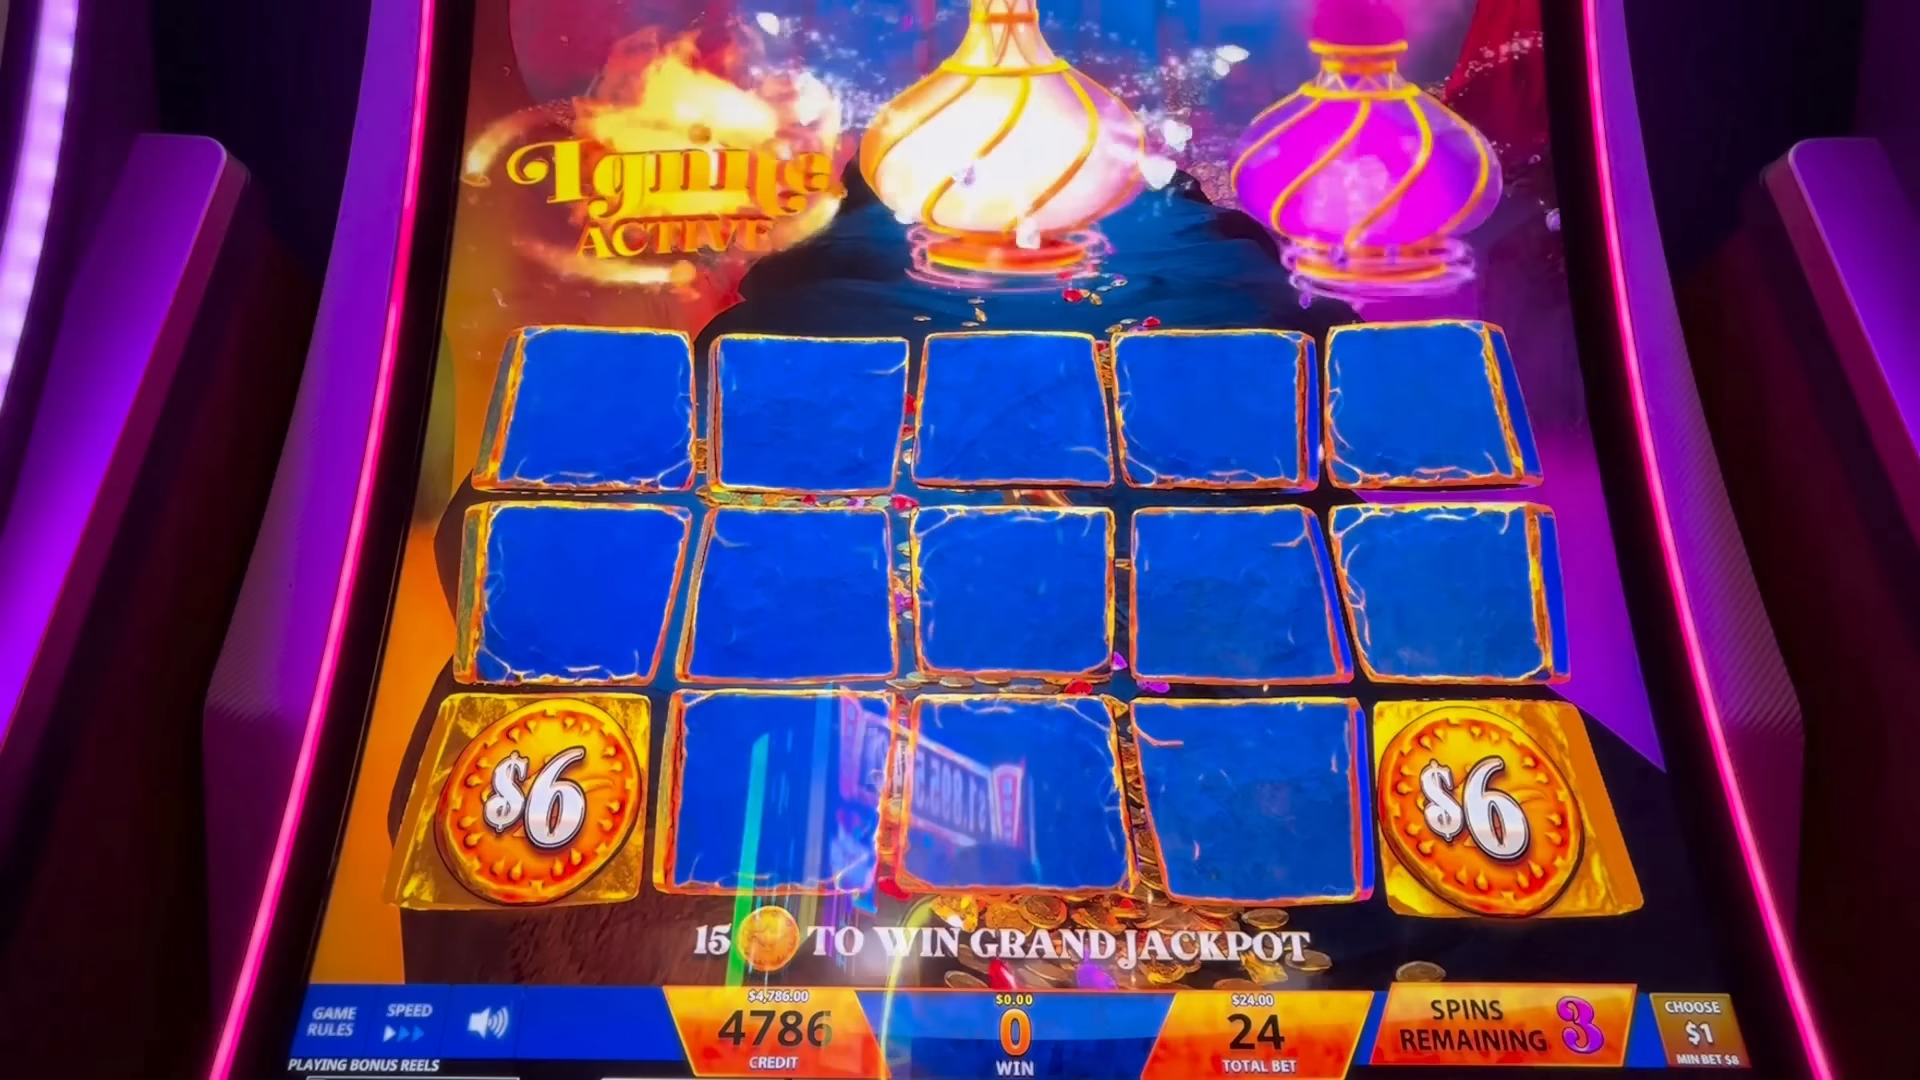 Ignite
ACTIVE
$6
$6
15 TO WIN GRAND JACKPOT
GAME RULES
SPEED
$4,786.00
4786
CREDIT
$0.00
0
WIN
$24.00
24
TOTAL BET
SPINS REMAINING 3
CHOOSE
$1
MIN BET $8
PLAYING BONUS REELS